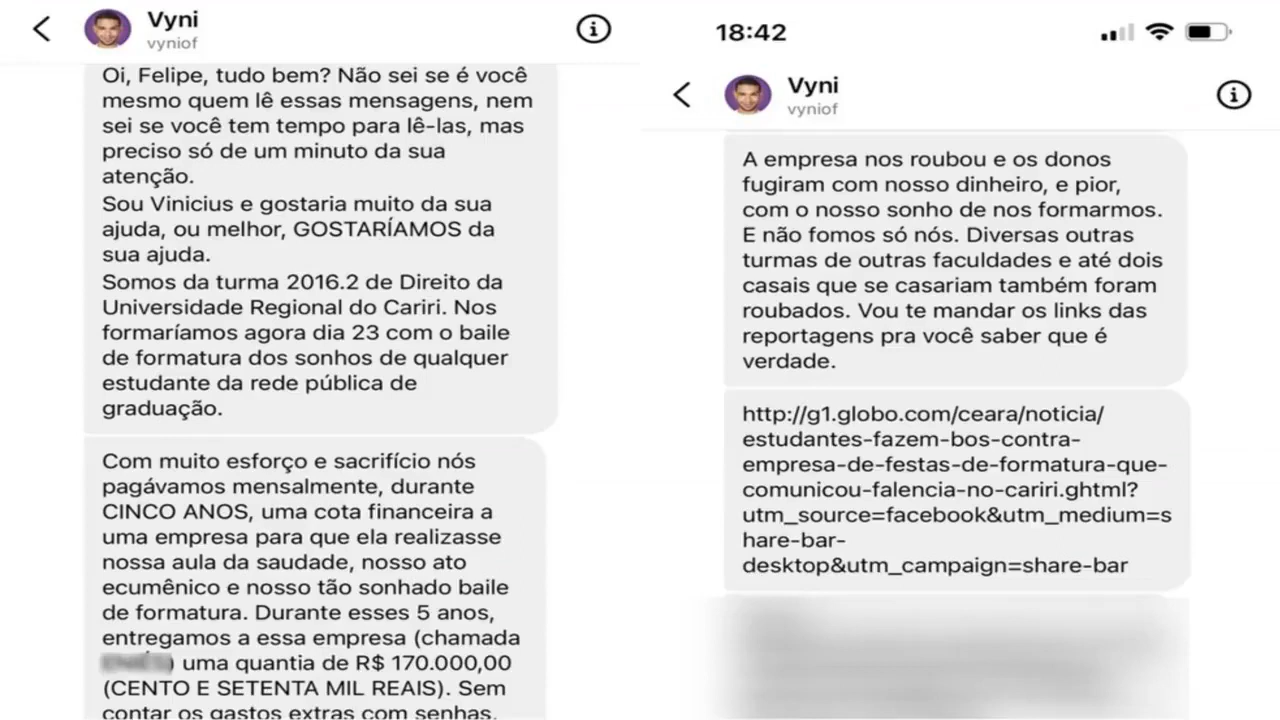 Vyni
vyniof
Oi, Felipe, tudo bem? Não sei se é você
mesmo quem lê essas mensagens, nem
sei se você tem tempo para lê-las, mas
preciso só de um minuto da sua
atenção.
Sou Vinicius e gostaria muito da sua
ajuda, ou melhor, GOSTARÍAMOS da
sua ajuda.
Somos da turma 2016.2 de Direito da
Universidade Regional do Cariri. Nos
formaríamos agora dia 23 com o baile
de formatura dos sonhos de qualquer
estudante da rede pública de
graduação.
Com muito esforço e sacrifício nós
pagávamos mensalmente, durante
CINCO ANOS, uma cota financeira a
uma empresa para que ela realizasse
nossa aula da saudade, nosso ato
ecumênico e nosso tão sonhado baile
de formatura. Durante esses 5 anos,
entregamos a essa empresa (chamada
) uma quantia de R$ 170.000,00
(CENTO E SETENTA MIL REAIS). Sem
contar os gastos extras com senhas,
18:42
Vyni
vyniof
A empresa nos roubou e os donos
fugiram com nosso dinheiro, e pior,
com o nosso sonho de nos formarmos.
E não fomos só nós. Diversas outras
turmas de outras faculdades e até dois
casais que se casariam também foram
roubados. Vou te mandar os links das
reportagens pra você saber que é
verdade.
http://g1.globo.com/ceara/noticia/
estudantes-fazem-bos-contra-
empresa-de-festas-de-formatura-que-
comunicou-falencia-no-cariri.ghtml?
utm_source=facebook&utm_medium=s
hare-bar-
desktop&utm_campaign=share-bar